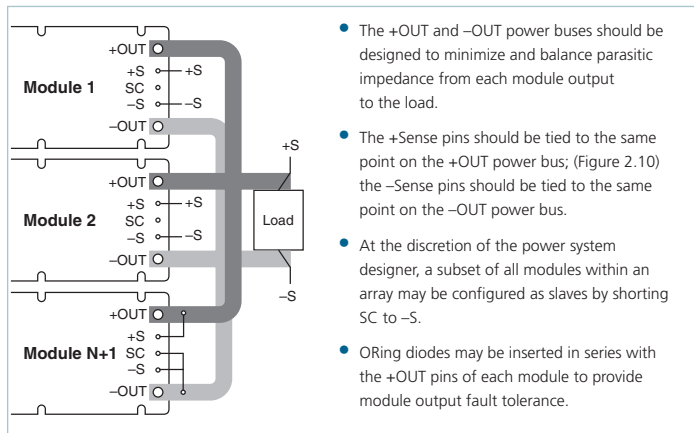 +OUT
+S
+S
Module 1
SC
–S
–S
–OUT
+S
+OUT
+S
+S
Module 2
SC
Load
–S
–S
–OUT
–S
+OUT
+S
Module N+1
SC
–S
–OUT
• The +OUT and –OUT power buses should be
designed to minimize and balance parasitic
impedance from each module output
to the load.
• The +Sense pins should be tied to the same
point on the +OUT power bus; (Figure 2.10)
the –Sense pins should be tied to the same
point on the –OUT power bus.
• At the discretion of the power system
designer, a subset of all modules within an
array may be configured as slaves by shorting
SC to –S.
• ORing diodes may be inserted in series with
the +OUT pins of each module to provide
module output fault tolerance.